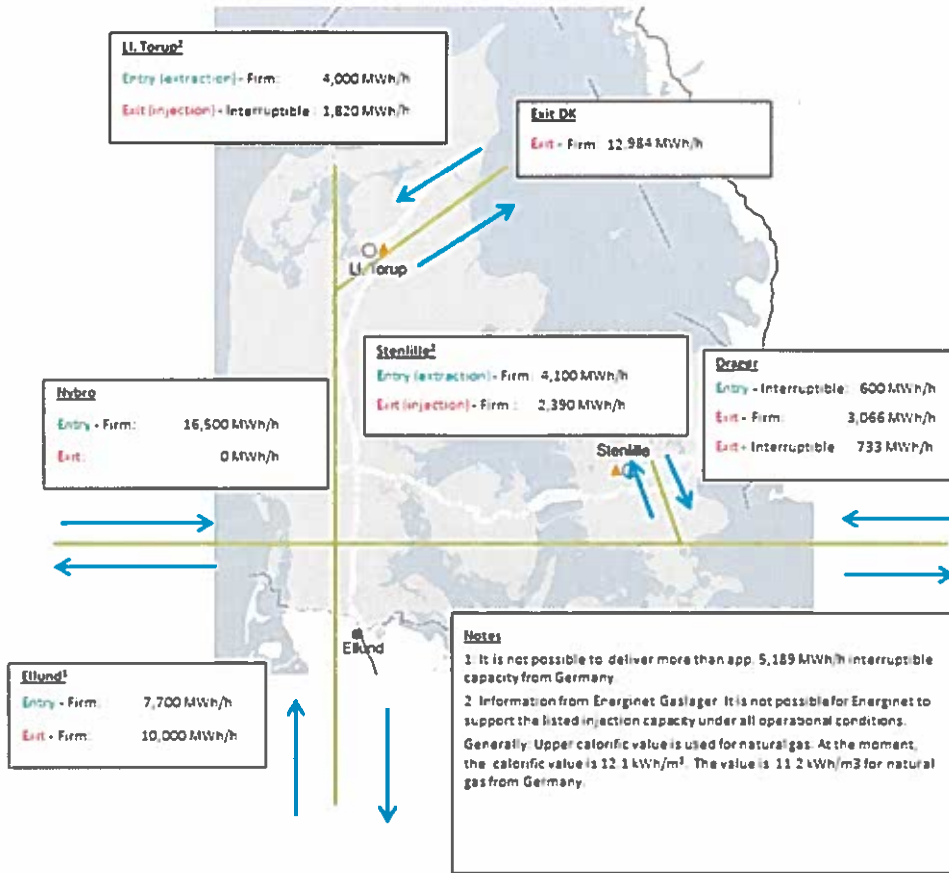 Ll. Torup²
Entry (extraction) - Firm: 4,000 MWh/h
Exit (injection) - Interruptible : 1,820 MWh/h
Exit DK
Exit - Firm: 12,984 MWh/h
Ll. Torup
Stenlille²
Entry (extraction) - Firm: 4,100 MWh/h
Exit (injection) - Firm : 2,390 MWh/h
Dragør
Entry - Interruptible: 600 MWh/h
Exit - Firm: 3,066 MWh/h
Exit - Interruptible 733 MWh/h
Nybro
Entry - Firm: 16,500 MWh/h
Exit: 0 MWh/h
Stenlille
Ellund
Ellund¹
Entry - Firm: 7,700 MWh/h
Exit - Firm: 10,000 MWh/h
Notes
1 It is not possible to deliver more than app. 5,189 MWh/h interruptible
capacity from Germany.
2 Information from Energinet Gaslager. It is not possible for Energinet to
support the listed injection capacity under all operational conditions.
Generally: Upper calorific value is used for natural gas. At the moment,
the calorific value is 12.1 kWh/m³. The value is 11.2 kWh/m3 for natural
gas from Germany.